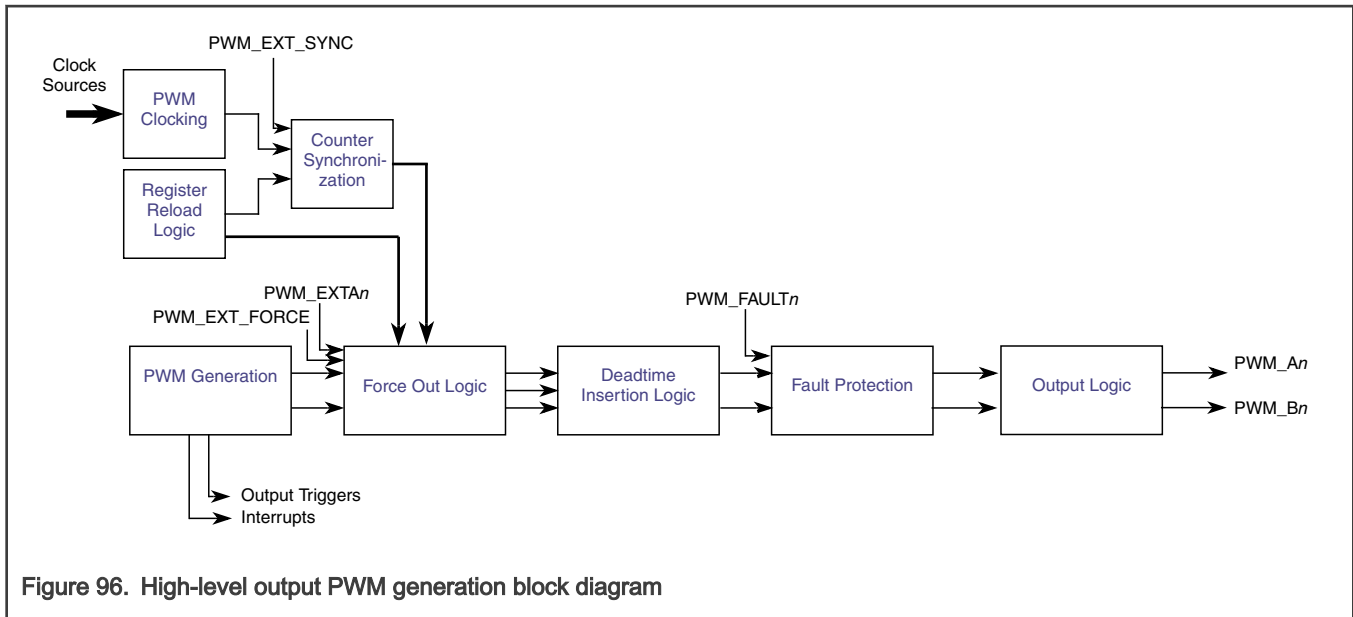 PWM_EXT_SYNC
Clock
Sources
PWM
Clocking
Counter
Synchroni-
zation
Register
Reload
Logic
PWM_EXTAn
PWM_EXT_FORCE
PWM_FAULTn
PWM Generation
Force Out Logic
Deadtime
Insertion Logic
Fault Protection
Output Logic
PWM_An
PWM_Bn
Output Triggers
Interrupts
Figure 96. High-level output PWM generation block diagram